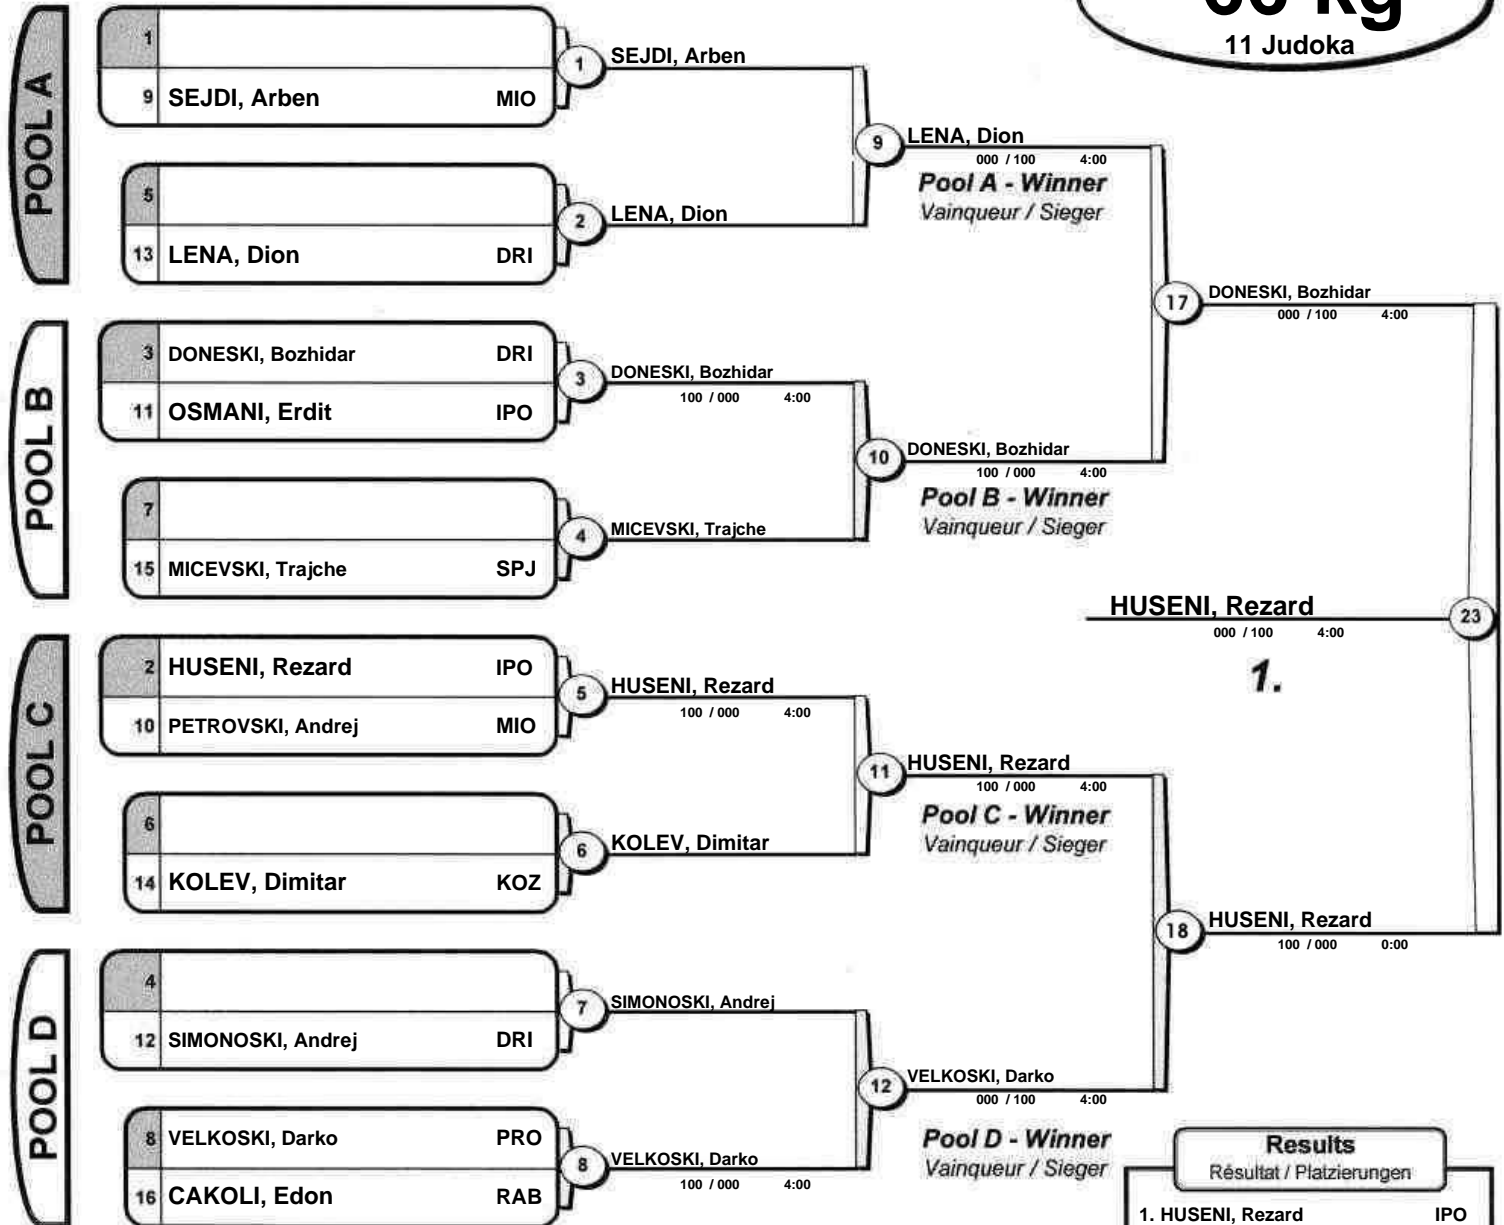 kg
11 Judoka
POOL A
1
9 SEJDI, Arben MIO
1 SEJDI, Arben
5
13 LENA, Dion DRI
2 LENA, Dion
9 LENA, Dion
000 / 100 4:00
Pool A - Winner
Vainqueur / Sieger
POOL B
3 DONESKI, Bozhidar DRI
11 OSMANI, Erdit IPO
3 DONESKI, Bozhidar
100 / 000 4:00
7
15 MICEVSKI, Trajche SPJ
4 MICEVSKI, Trajche
10 DONESKI, Bozhidar
100 / 000 4:00
Pool B - Winner
Vainqueur / Sieger
17 DONESKI, Bozhidar
000 / 100 4:00
HUSENI, Rezard 23
000 / 100 4:00
1.
POOL C
2 HUSENI, Rezard IPO
10 PETROVSKI, Andrej MIO
5 HUSENI, Rezard
100 / 000 4:00
6
14 KOLEV, Dimitar KOZ
6 KOLEV, Dimitar
11 HUSENI, Rezard
100 / 000 4:00
Pool C - Winner
Vainqueur / Sieger
18 HUSENI, Rezard
100 / 000 0:00
POOL D
4
12 SIMONOSKI, Andrej DRI
7 SIMONOSKI, Andrej
8 VELKOSKI, Darko PRO
16 CAKOLI, Edon RAB
8 VELKOSKI, Darko
100 / 000 4:00
12 VELKOSKI, Darko
000 / 100 4:00
Pool D - Winner
Vainqueur / Sieger
Results
Résultat / Platzierungen
1. HUSENI, Rezard IPO